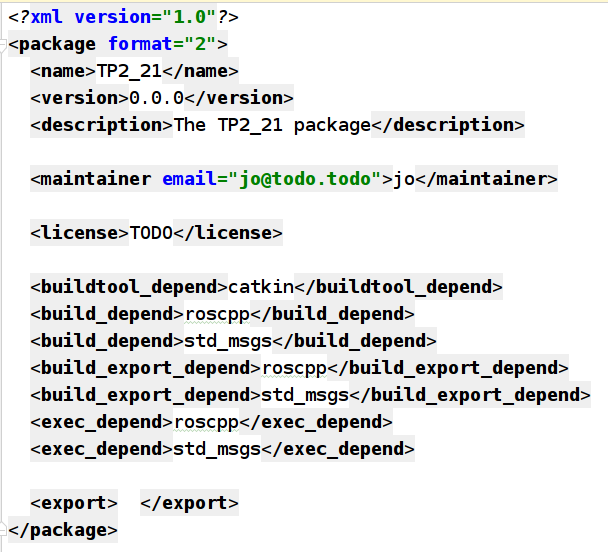 <?xml version="1.0"?>
<package format="2">
<name>TP2_21</name>
<version>0.0.0</version>
<description>The TP2_21 package</description>
<maintainer email="jo@todo.todo">jo</maintainer>
<license>TODO</license>
<buildtool_depend>catkin</buildtool_depend>
<build_depend>roscpp</build_depend>
<build_depend>std_msgs</build_depend>
<build_export_depend>roscpp</build_export_depend>
<build_export_depend>std_msgs</build_export_depend>
<exec_depend>roscpp</exec_depend>
<exec_depend>std_msgs</exec_depend>
<export>  </export>
</package>